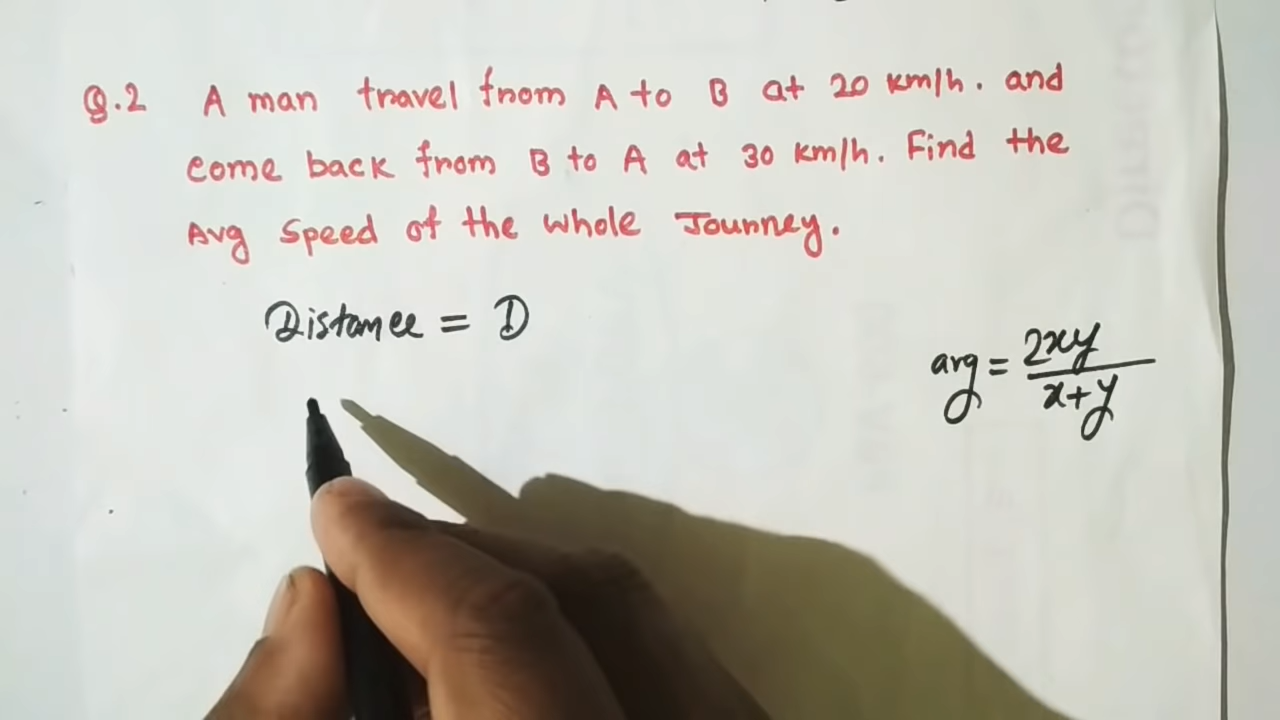 Q.2 A man travel from A to B at 20 km/h. and
come back from B to A at 30 km/h. Find the
Avg Speed of the whole Journey.
Distance = D
avg = 2xy
x+y